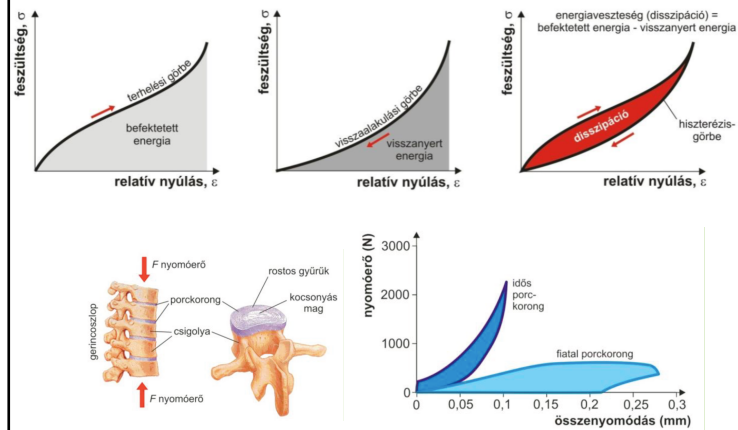 feszültség, σ
terhelési görbe
befektetett
energia
relatív nyúlás, ε
feszültség, σ
visszaalakulási görbe
visszanyert
energia
relatív nyúlás, ε
energiaveszteség (disszipáció) =
befektetett energia - visszanyert energia
feszültség, σ
disszipáció
hiszterézis-
görbe
relatív nyúlás, ε
F nyomóerő
gerincoszlop
porckorong
csigolya
F nyomóerő
rostos gyűrűk
kocsonyás
mag
nyomóerő (N)
3000
2000
1000
0
idős
porc-
korong
fiatal porckorong
0 0,05 0,1 0,15 0,2 0,25 0,3
összenyomódás (mm)